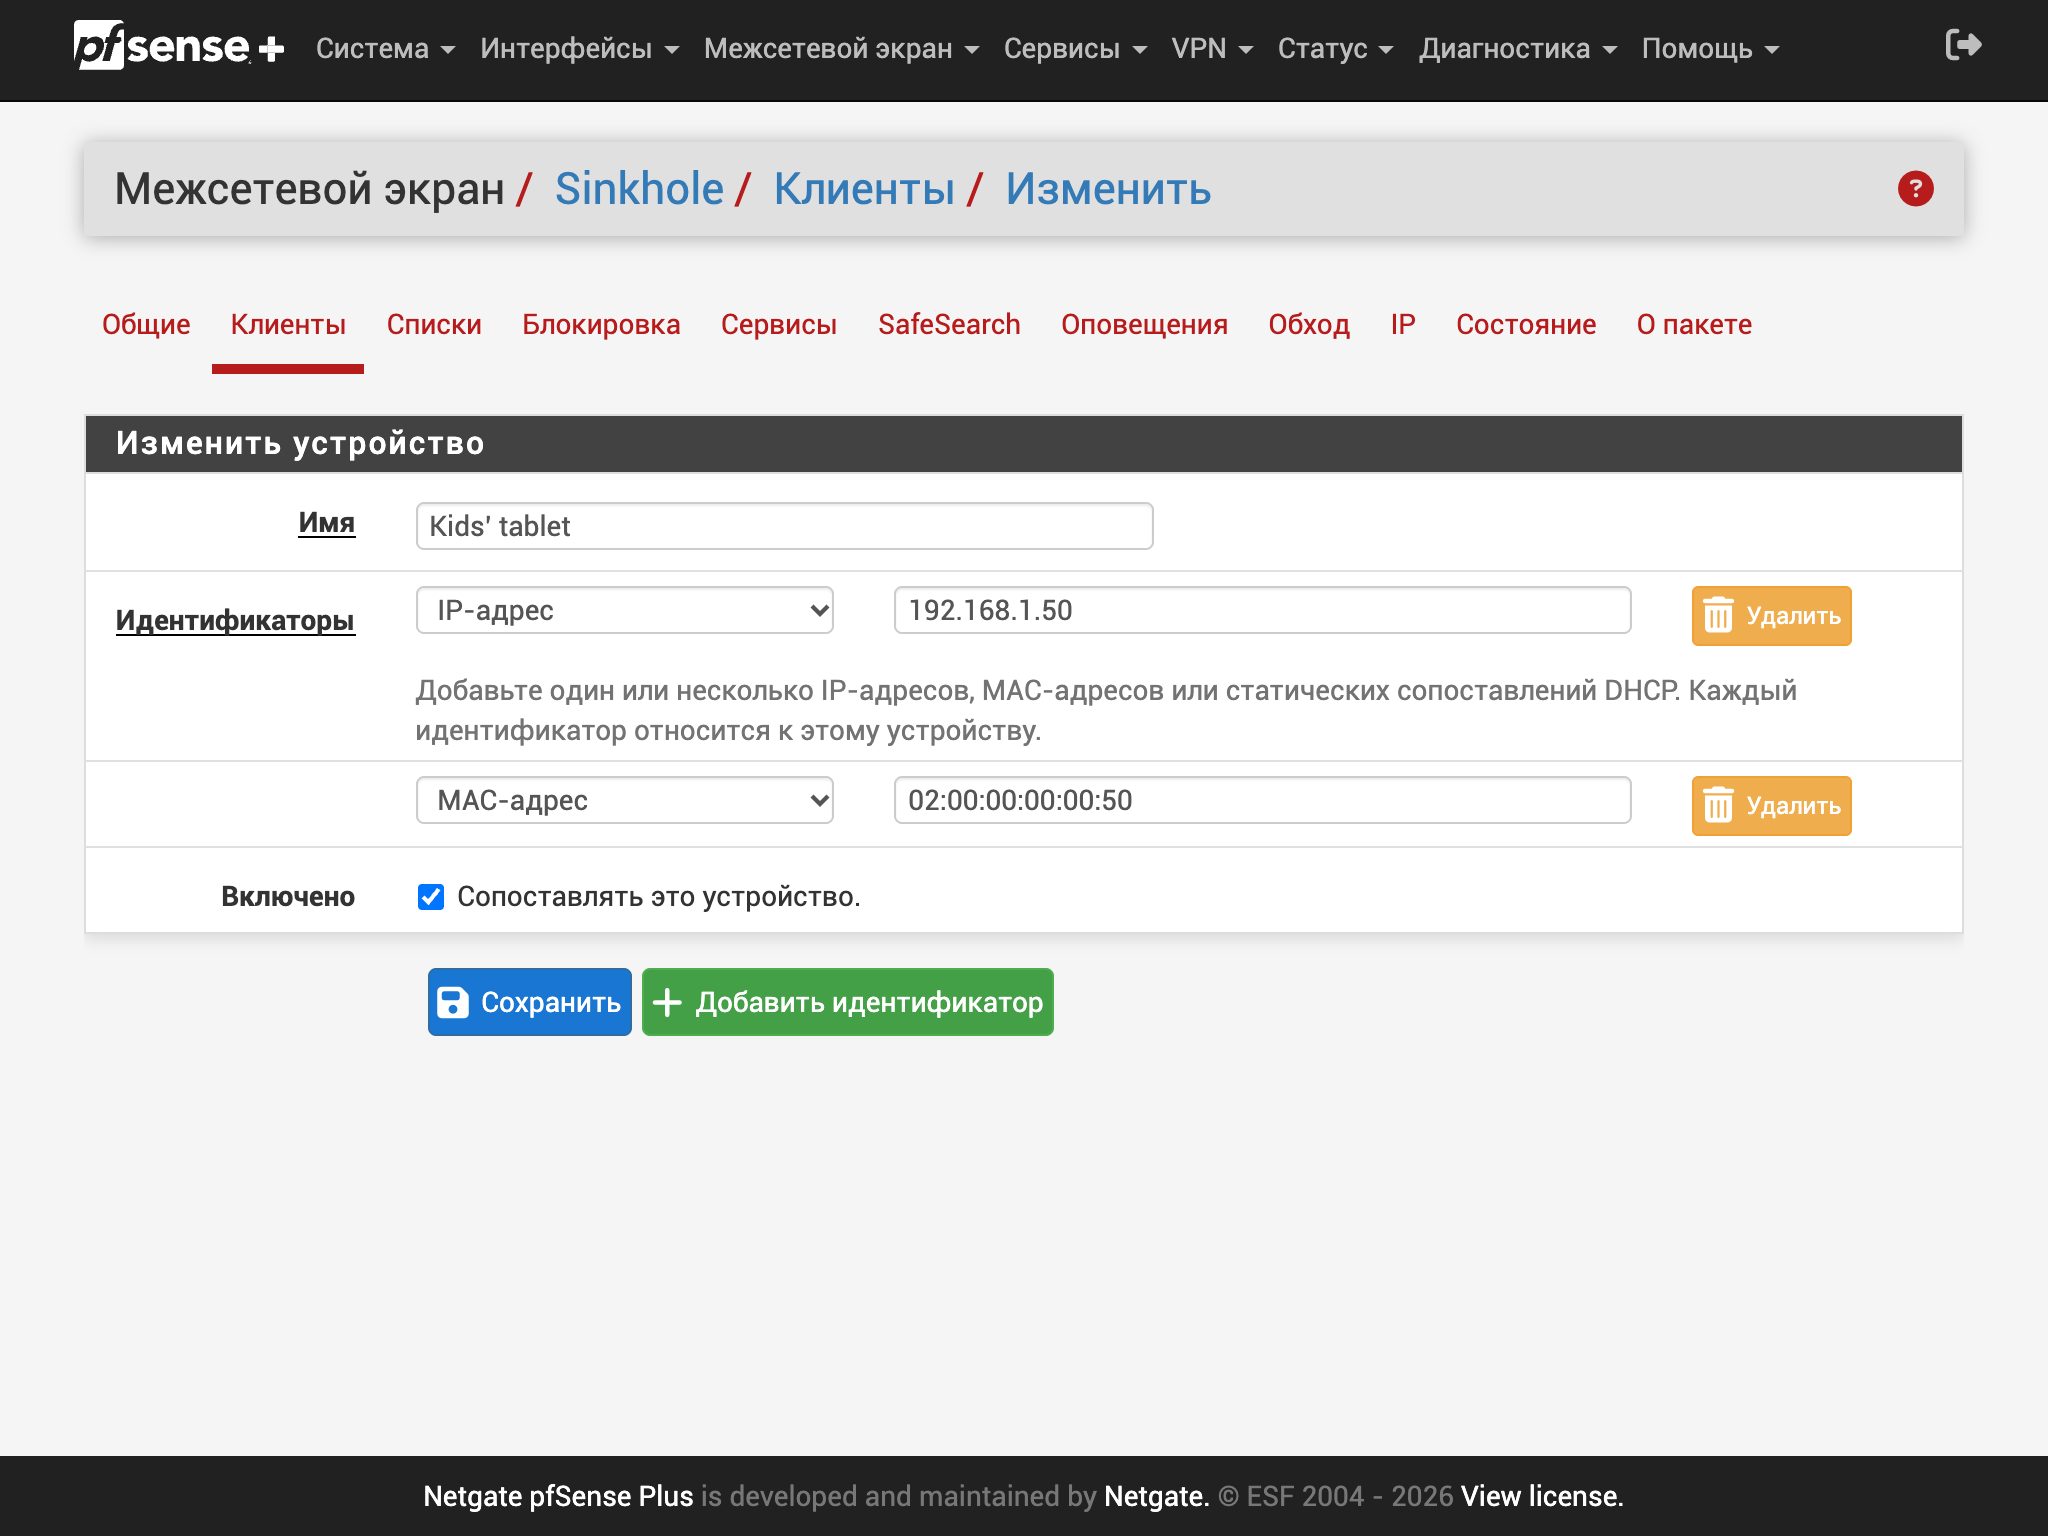 pfsense+ Система Интерфейсы Межсетевой экран Сервисы VPN Статус Диагностика Помощь
Межсетевой экран / Sinkhole / Клиенты / Изменить ?
Общие Клиенты Списки Блокировка Сервисы SafeSearch Оповещения Обход IP Состояние О пакете
Изменить устройство
Имя Kids' tablet
Идентификаторы IP-адрес 192.168.1.50 Удалить
Добавьте один или несколько IP-адресов, MAC-адресов или статических сопоставлений DHCP. Каждый
идентификатор относится к этому устройству.
MAC-адрес 02:00:00:00:00:50 Удалить
Включено Сопоставлять это устройство.
Сохранить Добавить идентификатор
Netgate pfSense Plus is developed and maintained by Netgate. © ESF 2004 - 2026 View license.